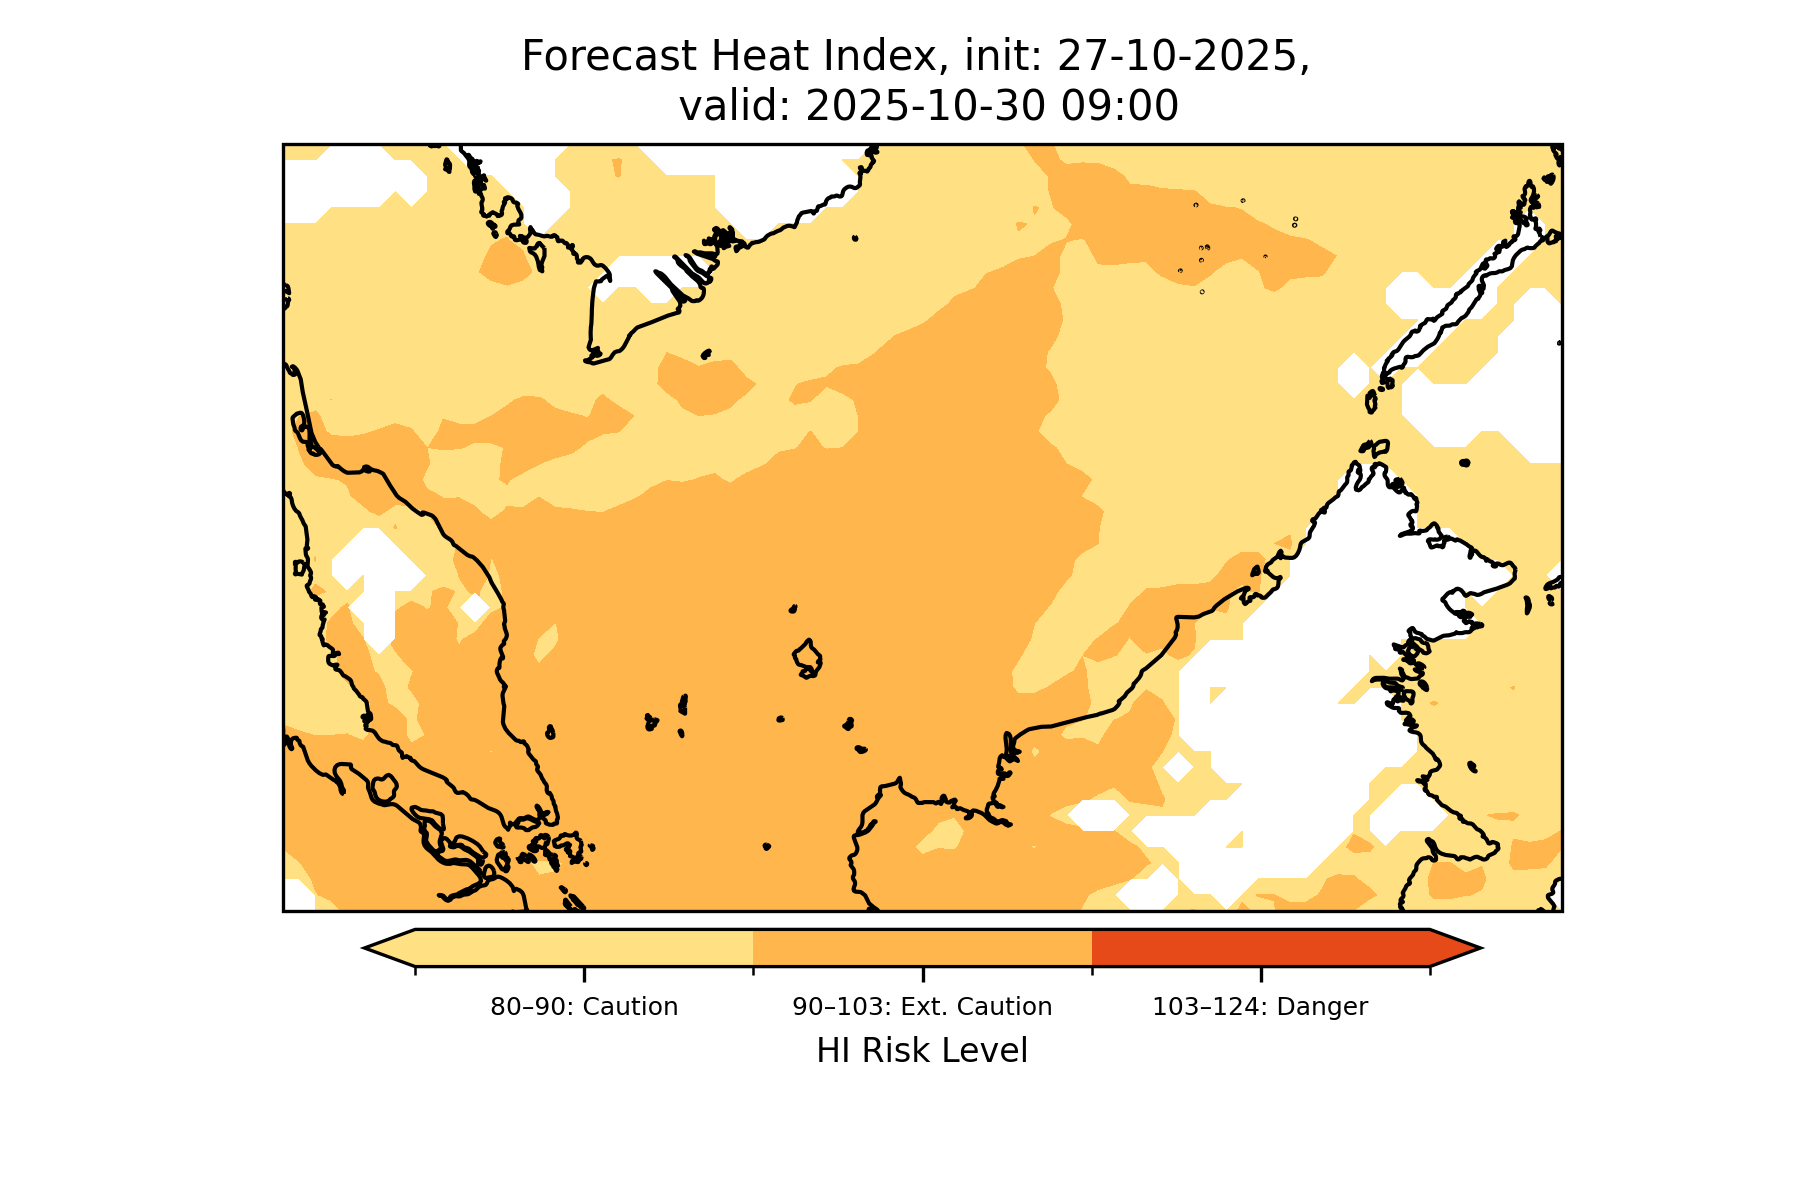 Forecast Heat Index, init: 27-10-2025,
valid: 2025-10-30 09:00
80–90: Caution
90–103: Ext. Caution
103–124: Danger
HI Risk Level